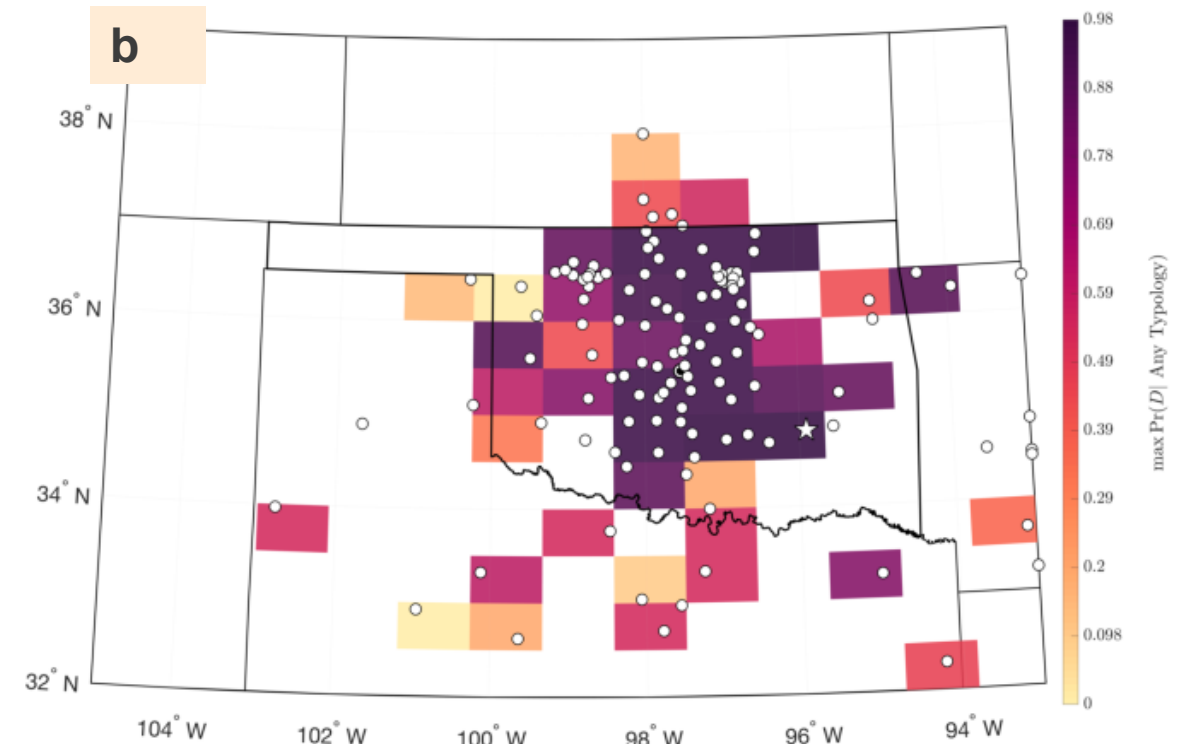 b
38° N
36° N
34° N
32° N
104° W
102° W
100° W
98° W
96° W
94° W
0.98
0.88
0.78
0.69
0.59
0.49
0.39
0.29
0.2
0.098
0
max Pr(D| Any Typology)